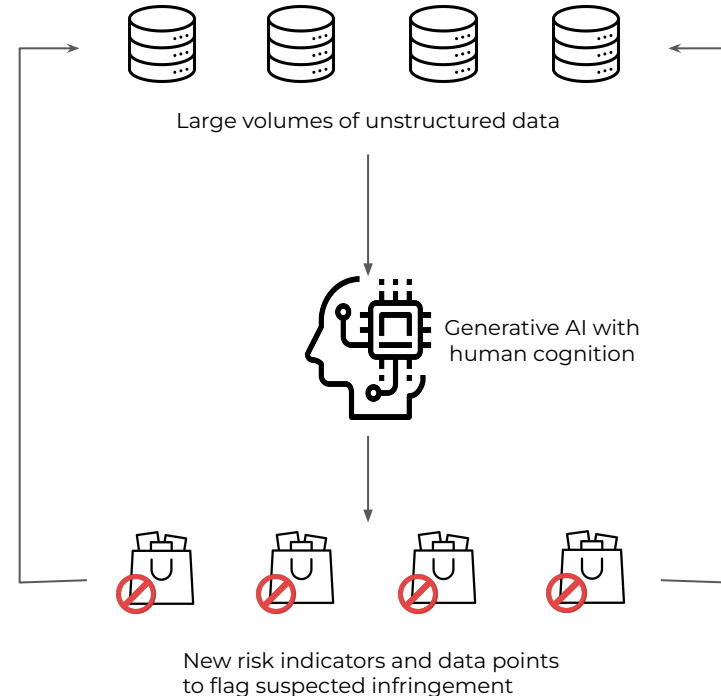 Large volumes of unstructured data
Generative AI with
human cognition
New risk indicators and data points
to flag suspected infringement